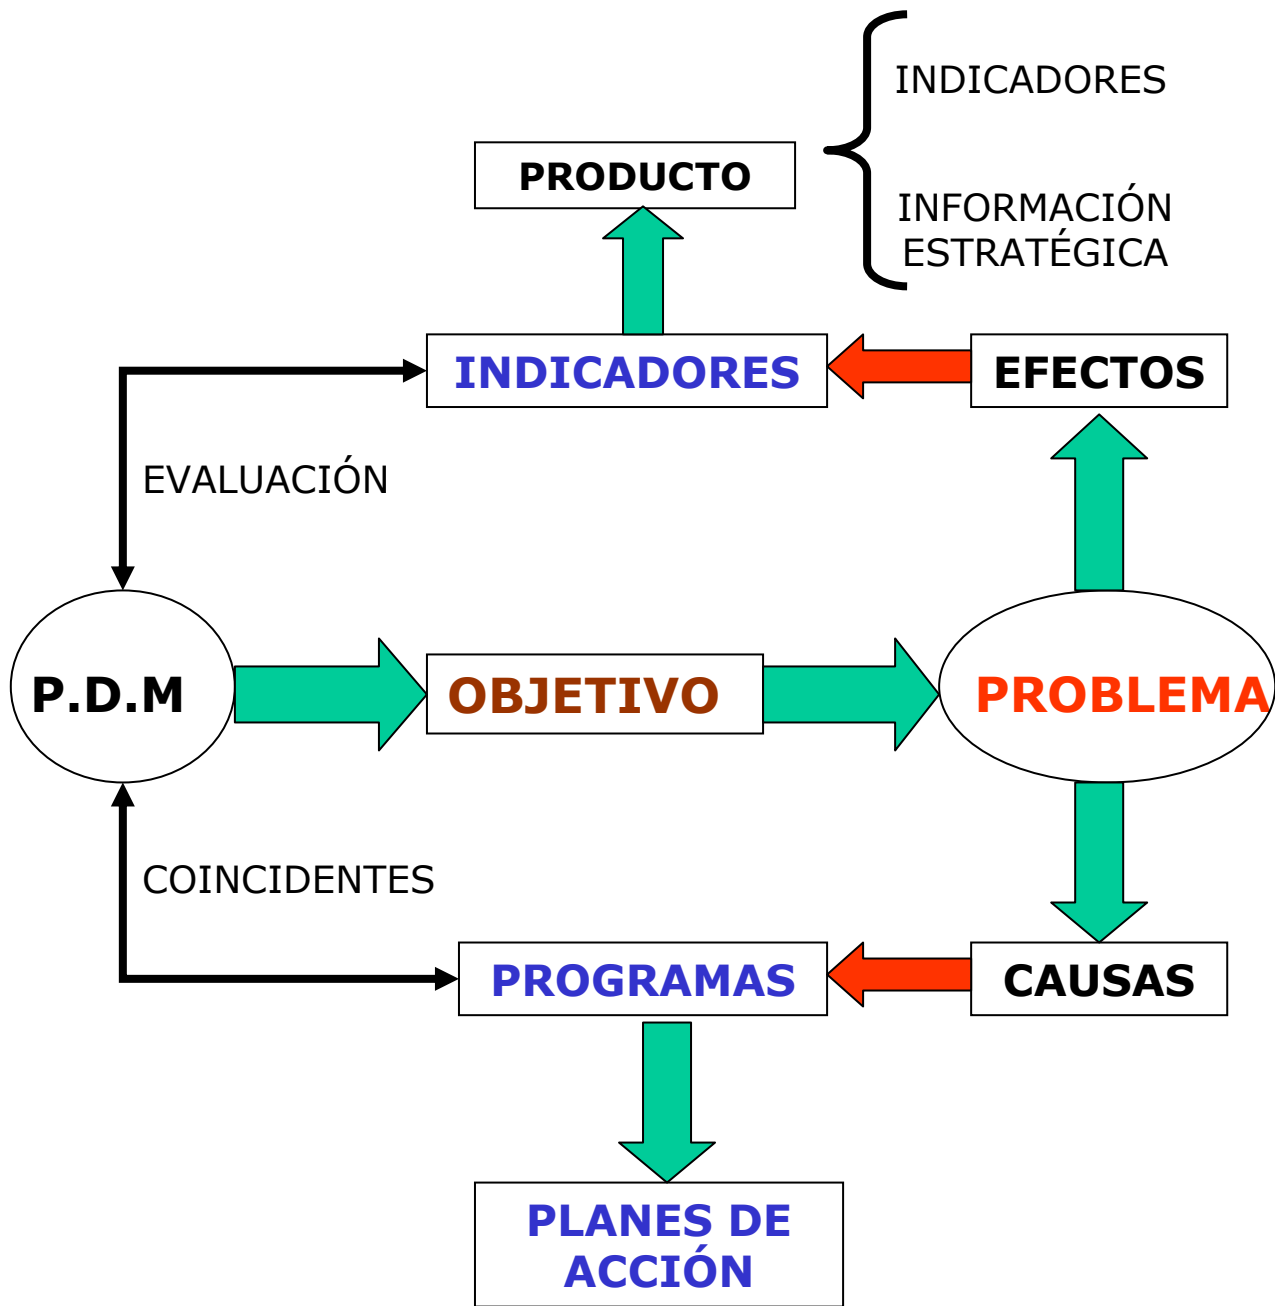 INDICADORES
PRODUCTO
INFORMACIÓN
ESTRATÉGICA
INDICADORES
EFECTOS
EVALUACIÓN
P.D.M
OBJETIVO
PROBLEMA
COINCIDENTES
PROGRAMAS
CAUSAS
PLANES DE
ACCIÓN